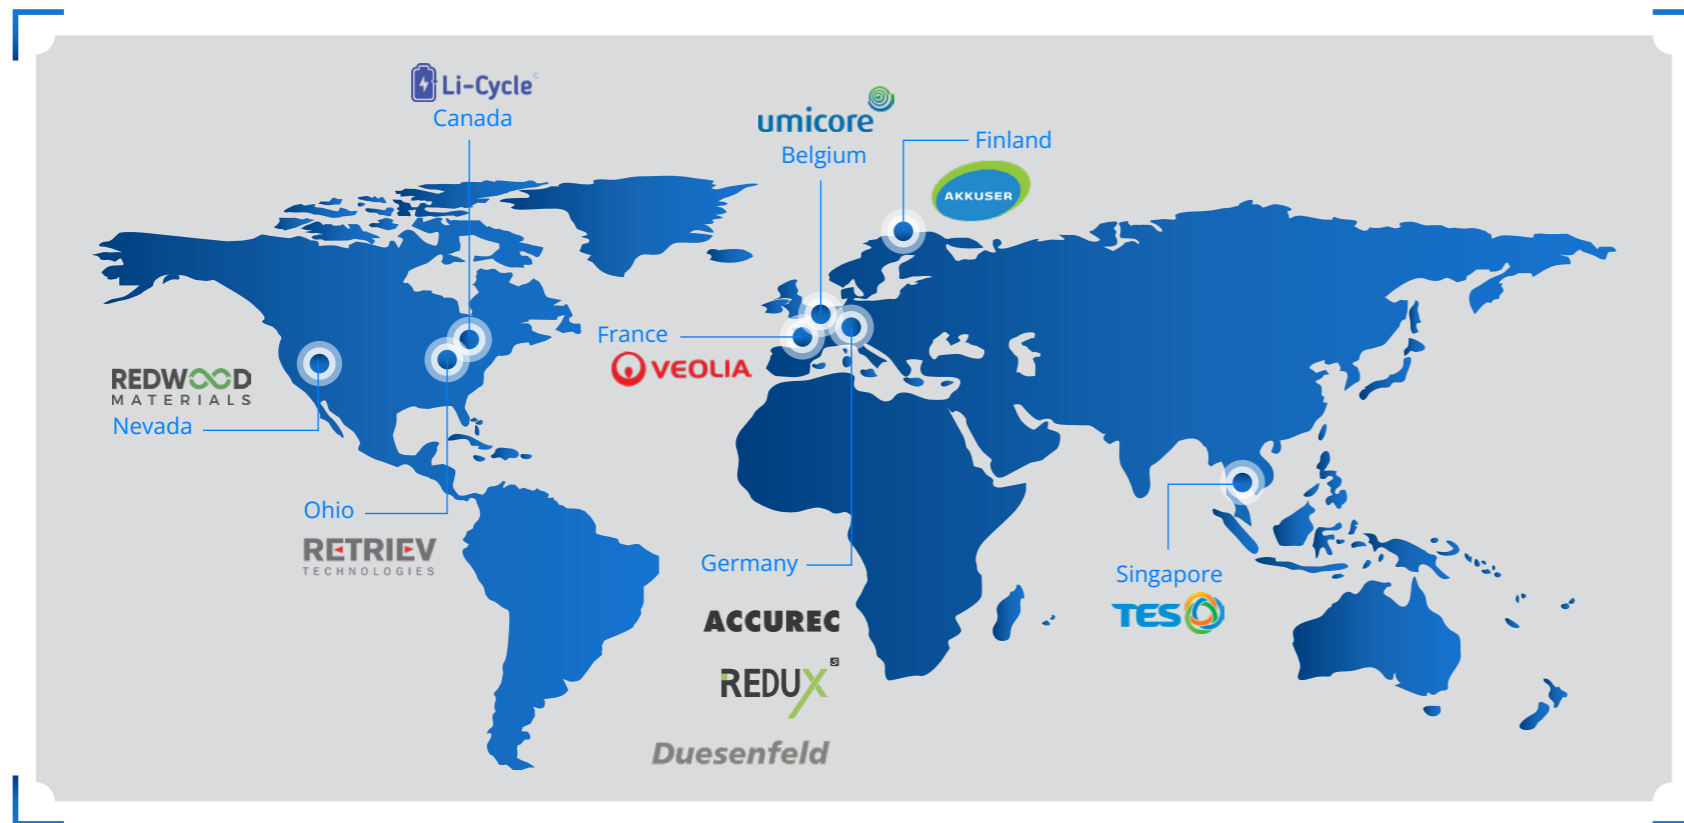 Li-Cycle
Canada
umicore
Belgium
Finland
AKKUSER
France
VEOLIA
REDWOOD
MATERIALS
Nevada
Ohio
RETRIEV
TECHNOLOGIES
Germany
ACCUREC
REDUX
Duesenfeld
Singapore
TES